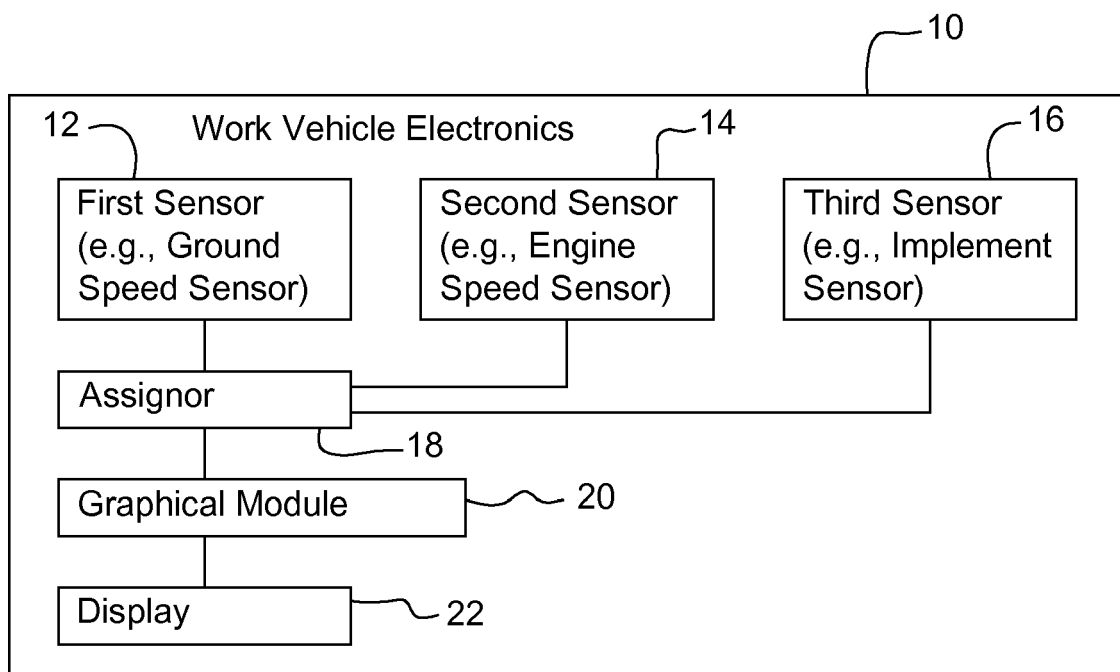 10
Work Vehicle Electronics
12
14
16
First Sensor
(e.g., Ground
Speed Sensor)
Second Sensor
(e.g., Engine
Speed Sensor)
Third Sensor
(e.g., Implement
Sensor)
Assignor
18
Graphical Module
20
Display
22